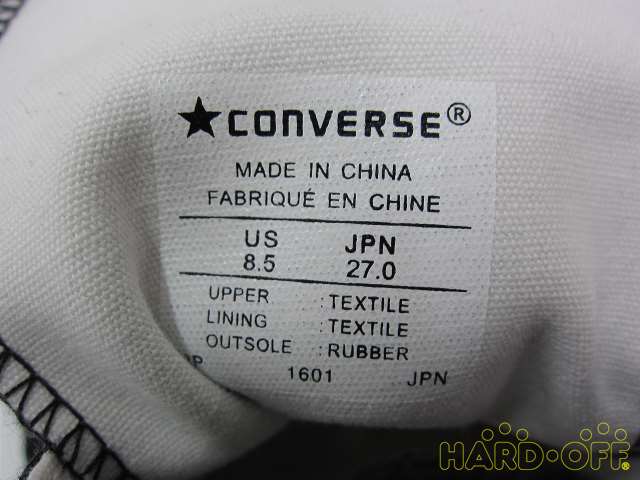 ★CONVERSE®
MADE IN CHINA
FABRIQUÉ EN CHINE
US JPN
8.5 27.0
UPPER : TEXTILE
LINING : TEXTILE
OUTSOLE : RUBBER
1601 JPN
HARD・OFF